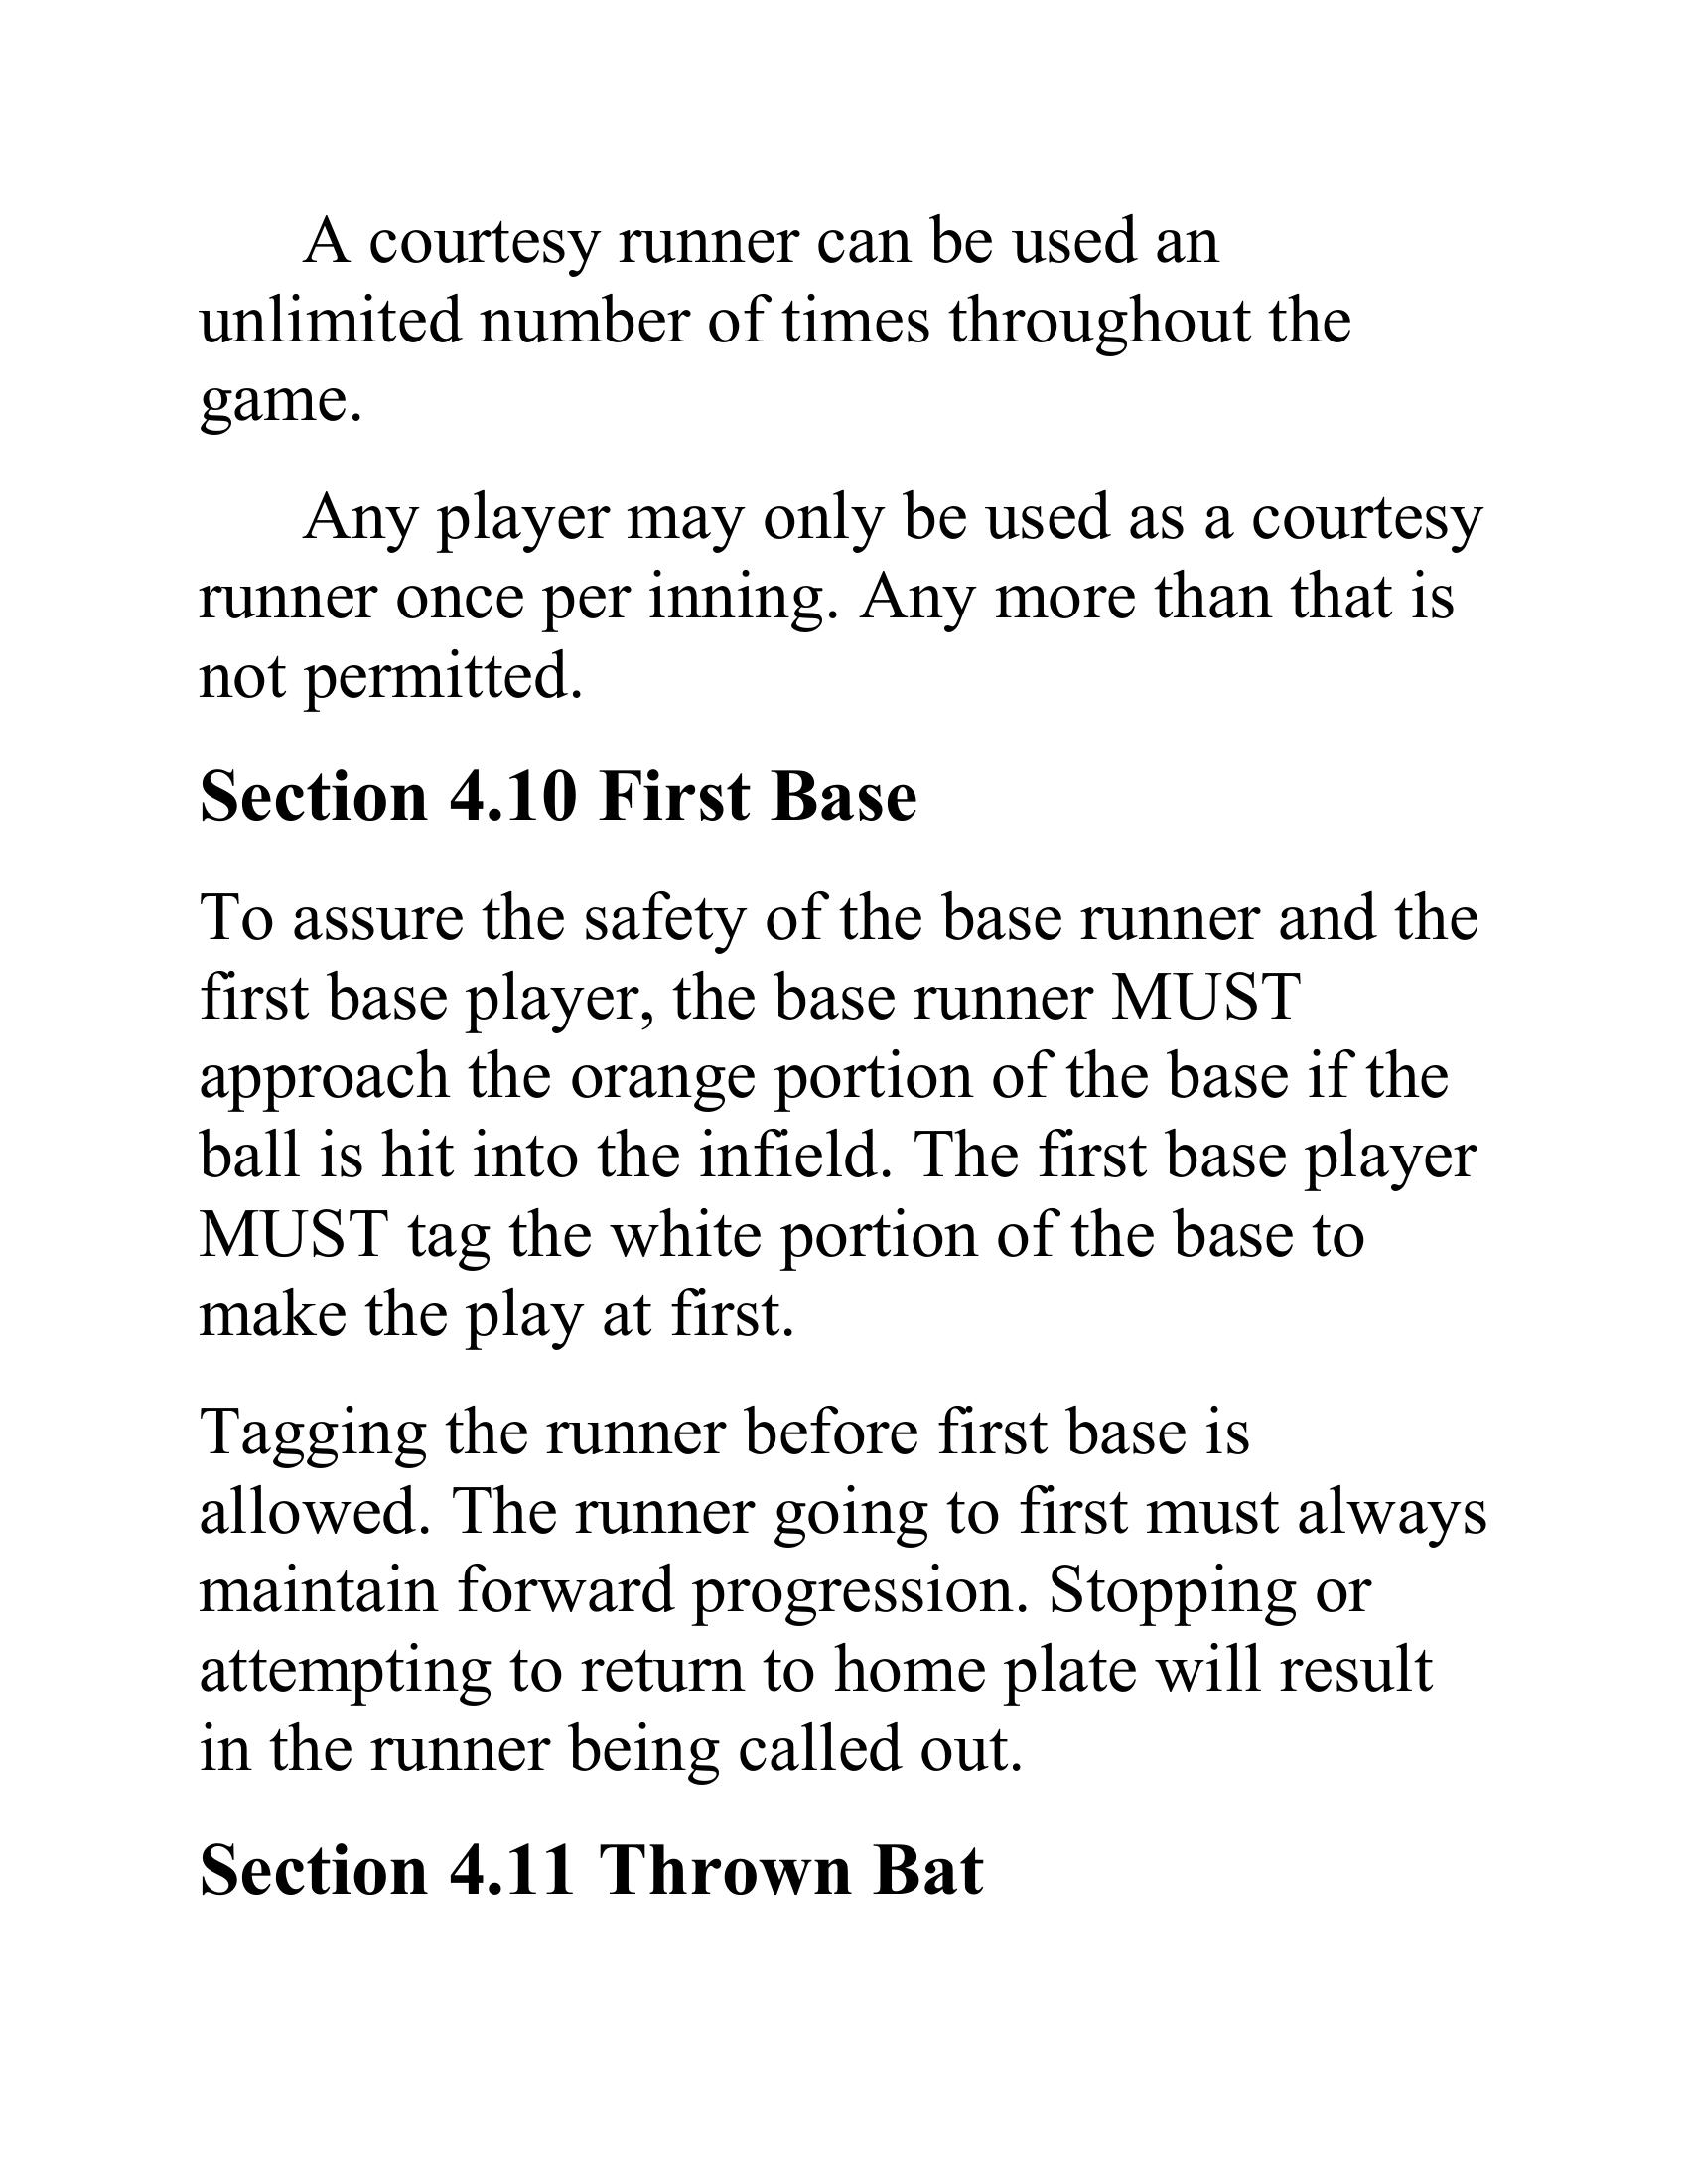 A courtesy runner can be used an
unlimited number of times throughout the
game.
Any player may only be used as a courtesy
runner once per inning. Any more than that is
not permitted.
Section 4.10 First Base
To assure the safety of the base runner and the
first base player, the base runner MUST
approach the orange portion of the base if the
ball is hit into the infield. The first base player
MUST tag the white portion of the base to
make the play at first.
Tagging the runner before first base is
allowed. The runner going to first must always
maintain forward progression. Stopping or
attempting to return to home plate will result
in the runner being called out.
Section 4.11 Thrown Bat